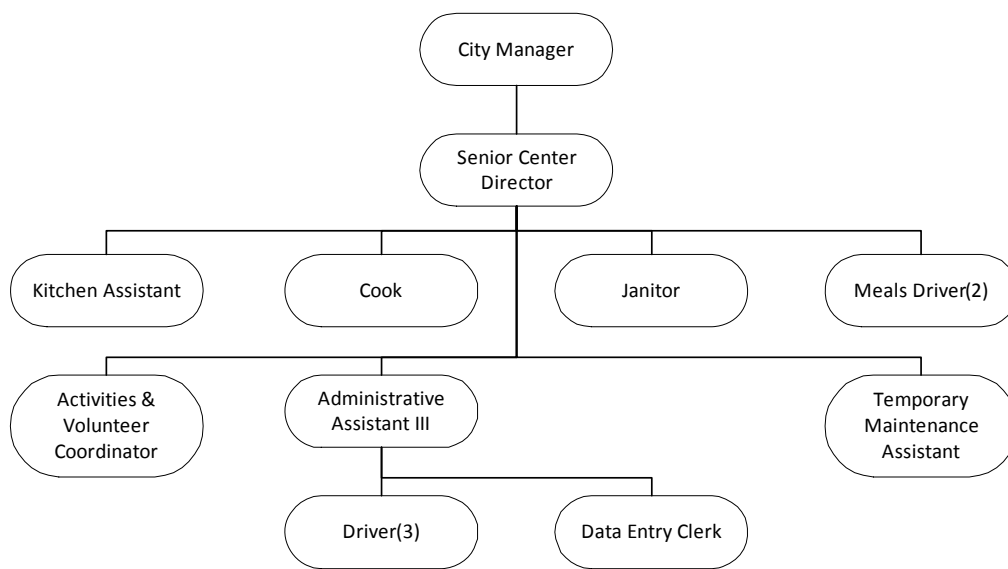 City Manager
Senior Center
Director
Kitchen Assistant
Cook
Janitor
Meals Driver(2)
Activities &
Volunteer
Coordinator
Administrative
Assistant III
Temporary
Maintenance
Assistant
Driver(3)
Data Entry Clerk